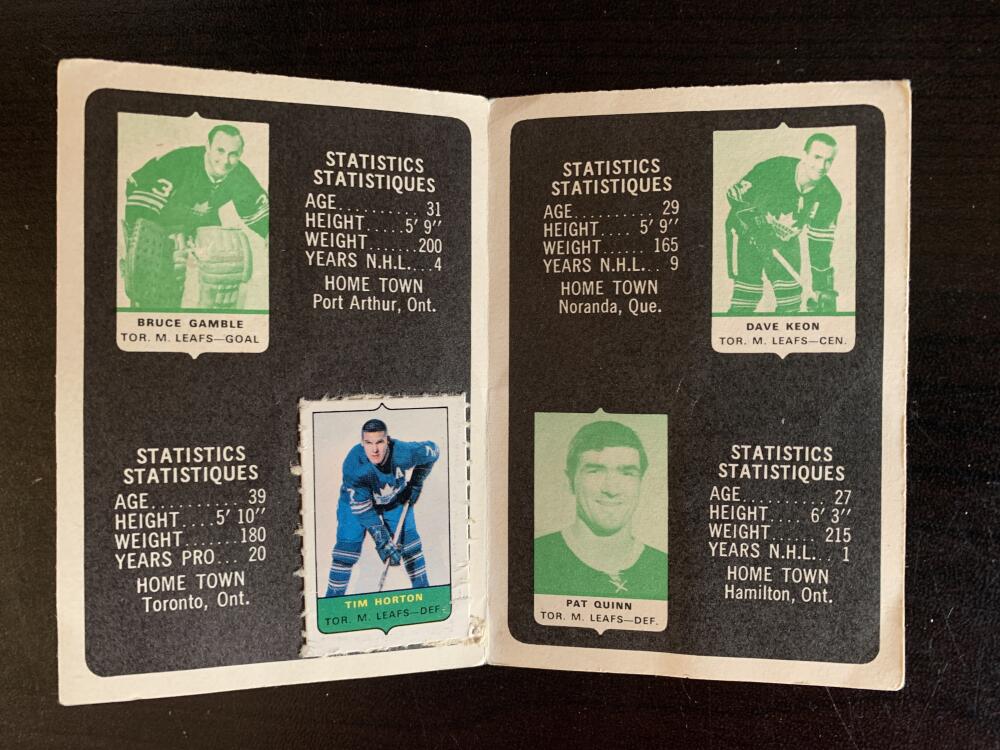 3
BRUCE GAMBLE
TOR. M. LEAFS—GOAL
STATISTICS
STATISTIQUES
AGE..........31
HEIGHT.....5' 9"
WEIGHT......200
YEARS N.H.L...4
HOME TOWN
Port Arthur, Ont.
STATISTICS
STATISTIQUES
AGE...........39
HEIGHT....5' 10"
WEIGHT.......180
YEARS PRO... 20
HOME TOWN
Toronto, Ont.
7 A 7
TIM HORTON
TOR. M. LEAFS—DEF.
STATISTICS
STATISTIQUES
AGE........... 29
HEIGHT.... 5' 9"
WEIGHT...... 165
YEARS N.H.L... 9
HOME TOWN
Noranda, Que.
DAVE KEON
TOR. M. LEAFS—CEN.
PAT QUINN
TOR. M. LEAFS—DEF.
STATISTICS
STATISTIQUES
AGE........... 27
HEIGHT.... 6' 3"
WEIGHT...... 215
YEARS N.H.L... 1
HOME TOWN
Hamilton, Ont.